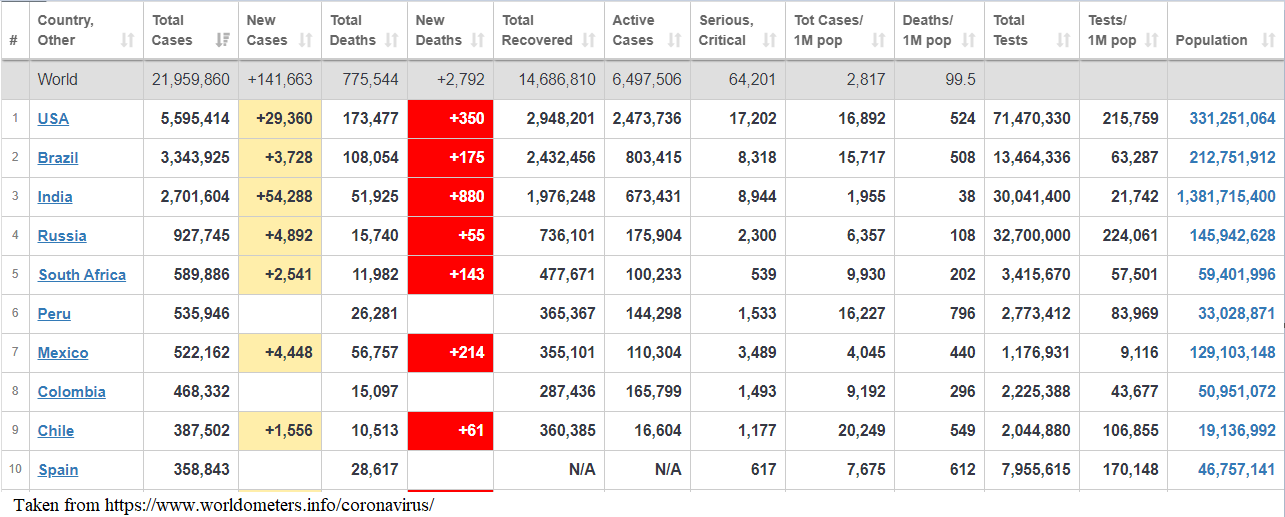 # Country, Other Total Cases New Cases Total Deaths New Deaths Total Recovered Active Cases Serious, Critical Tot Cases/ 1M pop Deaths/ 1M pop Total Tests Tests/ 1M pop Population
World 21,959,860 +141,663 775,544 +2,792 14,686,810 6,497,506 64,201 2,817 99.5
1 USA 5,595,414 +29,360 173,477 +350 2,948,201 2,473,736 17,202 16,892 524 71,470,330 215,759 331,251,064
2 Brazil 3,343,925 +3,728 108,054 +175 2,432,456 803,415 8,318 15,717 508 13,464,336 63,287 212,751,912
3 India 2,701,604 +54,288 51,925 +880 1,976,248 673,431 8,944 1,955 38 30,041,400 21,742 1,381,715,400
4 Russia 927,745 +4,892 15,740 +55 736,101 175,904 2,300 6,357 108 32,700,000 224,061 145,942,628
5 South Africa 589,886 +2,541 11,982 +143 477,671 100,233 539 9,930 202 3,415,670 57,501 59,401,996
6 Peru 535,946 26,281 365,367 144,298 1,533 16,227 796 2,773,412 83,969 33,028,871
7 Mexico 522,162 +4,448 56,757 +214 355,101 110,304 3,489 4,045 440 1,176,931 9,116 129,103,148
8 Colombia 468,332 15,097 287,436 165,799 1,493 9,192 296 2,225,388 43,677 50,951,072
9 Chile 387,502 +1,556 10,513 +61 360,385 16,604 1,177 20,249 549 2,044,880 106,855 19,136,992
10 Spain 358,843 28,617 N/A N/A 617 7,675 612 7,955,615 170,148 46,757,141
Taken from https://www.worldometers.info/coronavirus/